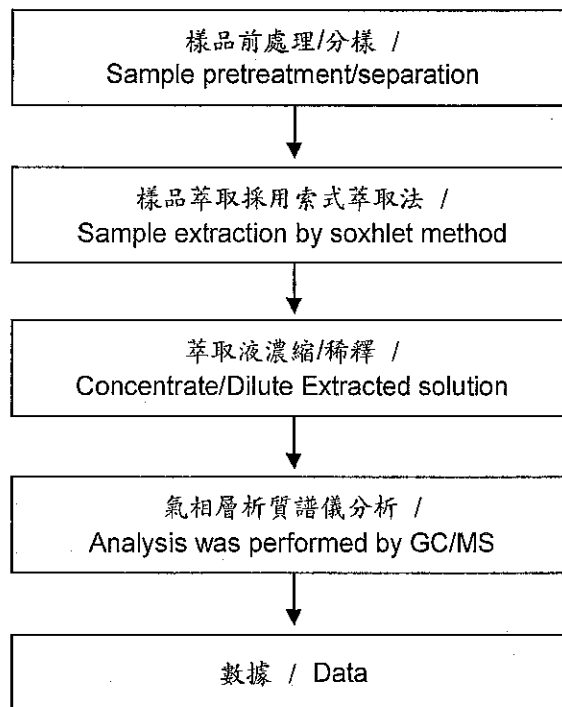 樣品前處理/分樣 /
Sample pretreatment/separation
樣品萃取採用索式萃取法 /
Sample extraction by soxhlet method
萃取液濃縮/稀釋 /
Concentrate/Dilute Extracted solution
氣相層析質譜儀分析 /
Analysis was performed by GC/MS
數據 / Data